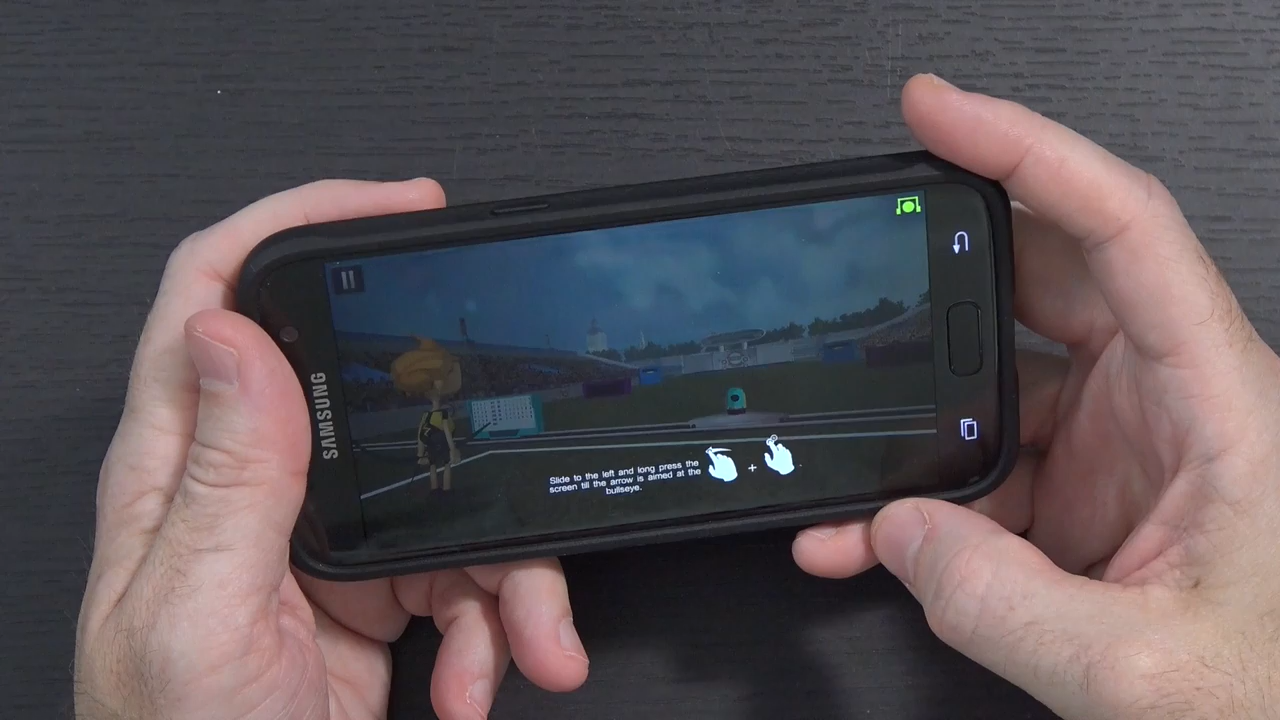 SAMSUNG
Slide to the left and long press the
screen till the arrow is aimed at the
bullseye.
+